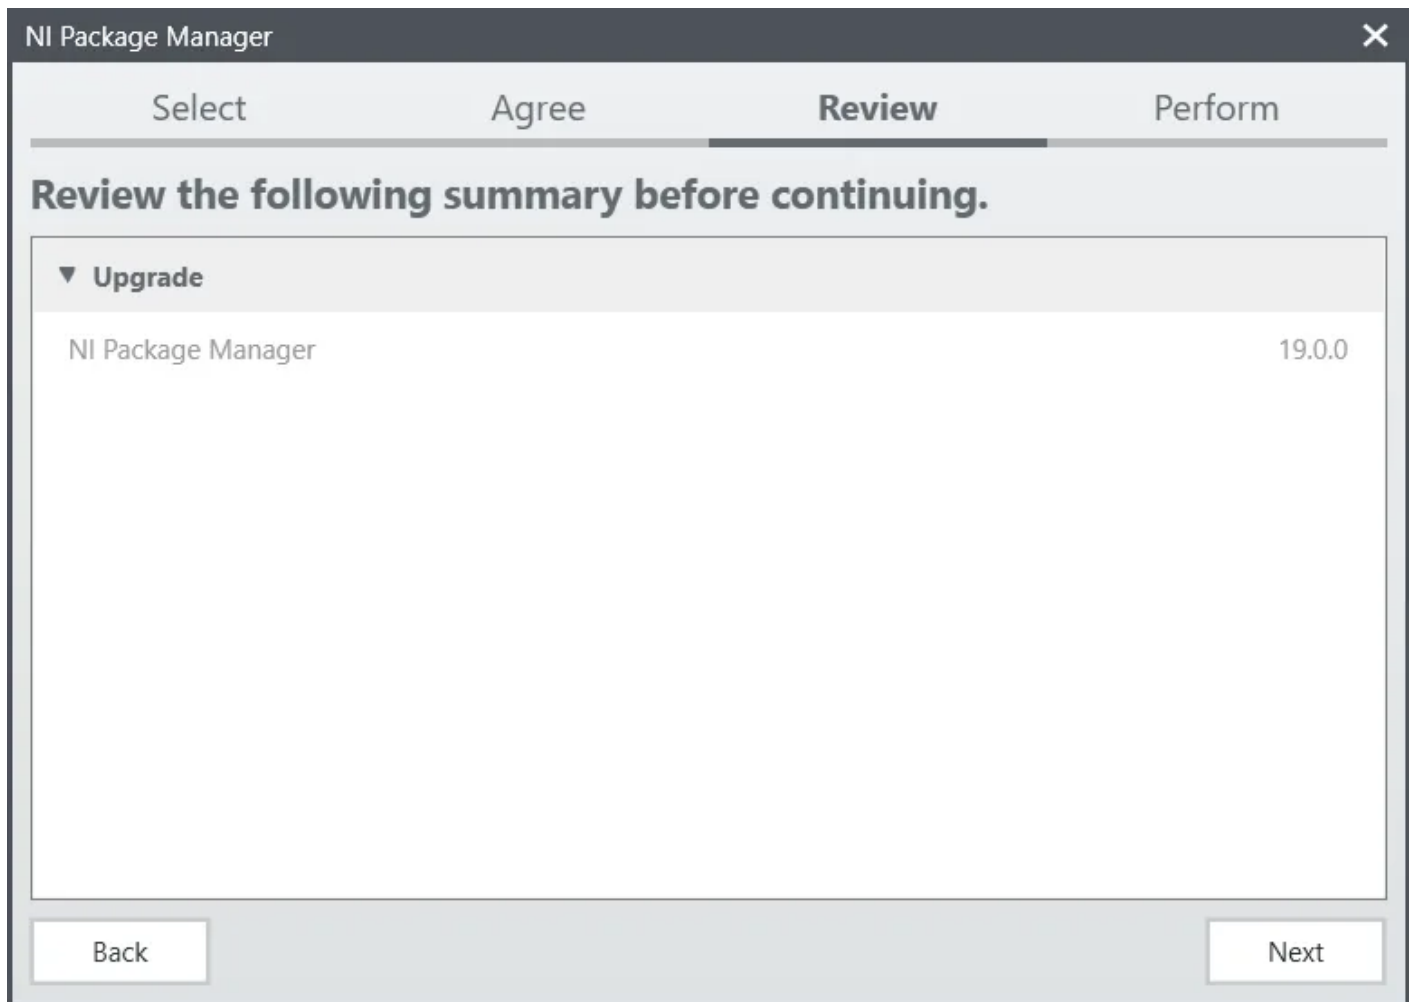 NI Package Manager
Select Agree Review Perform
Review the following summary before continuing.
Upgrade
NI Package Manager 19.0.0
Back Next